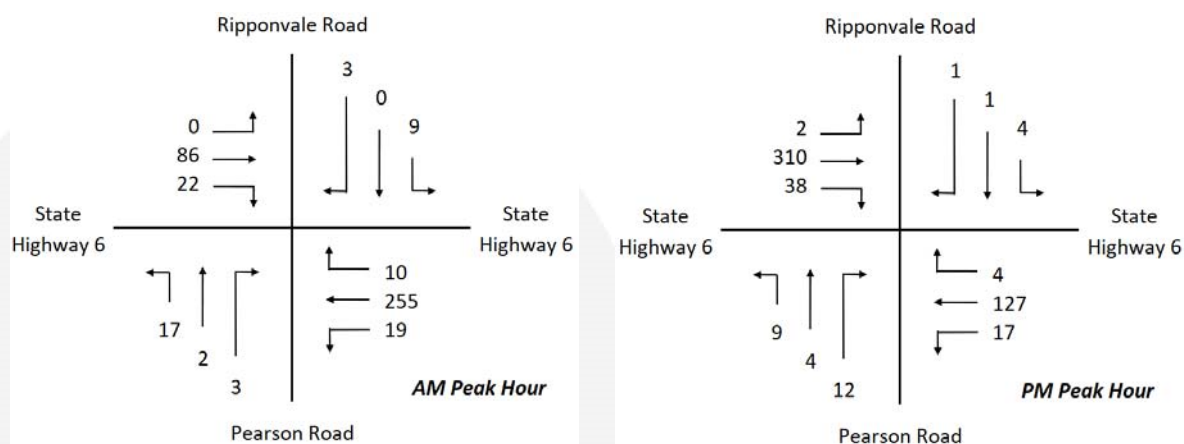 Ripponvale Road
3
0
9
0
86
22
State
Highway 6
State
Highway 6
10
255
19
17
2
3
AM Peak Hour
Pearson Road
Ripponvale Road
1
1
4
2
310
38
State
Highway 6
State
Highway 6
4
127
17
9
4
12
PM Peak Hour
Pearson Road